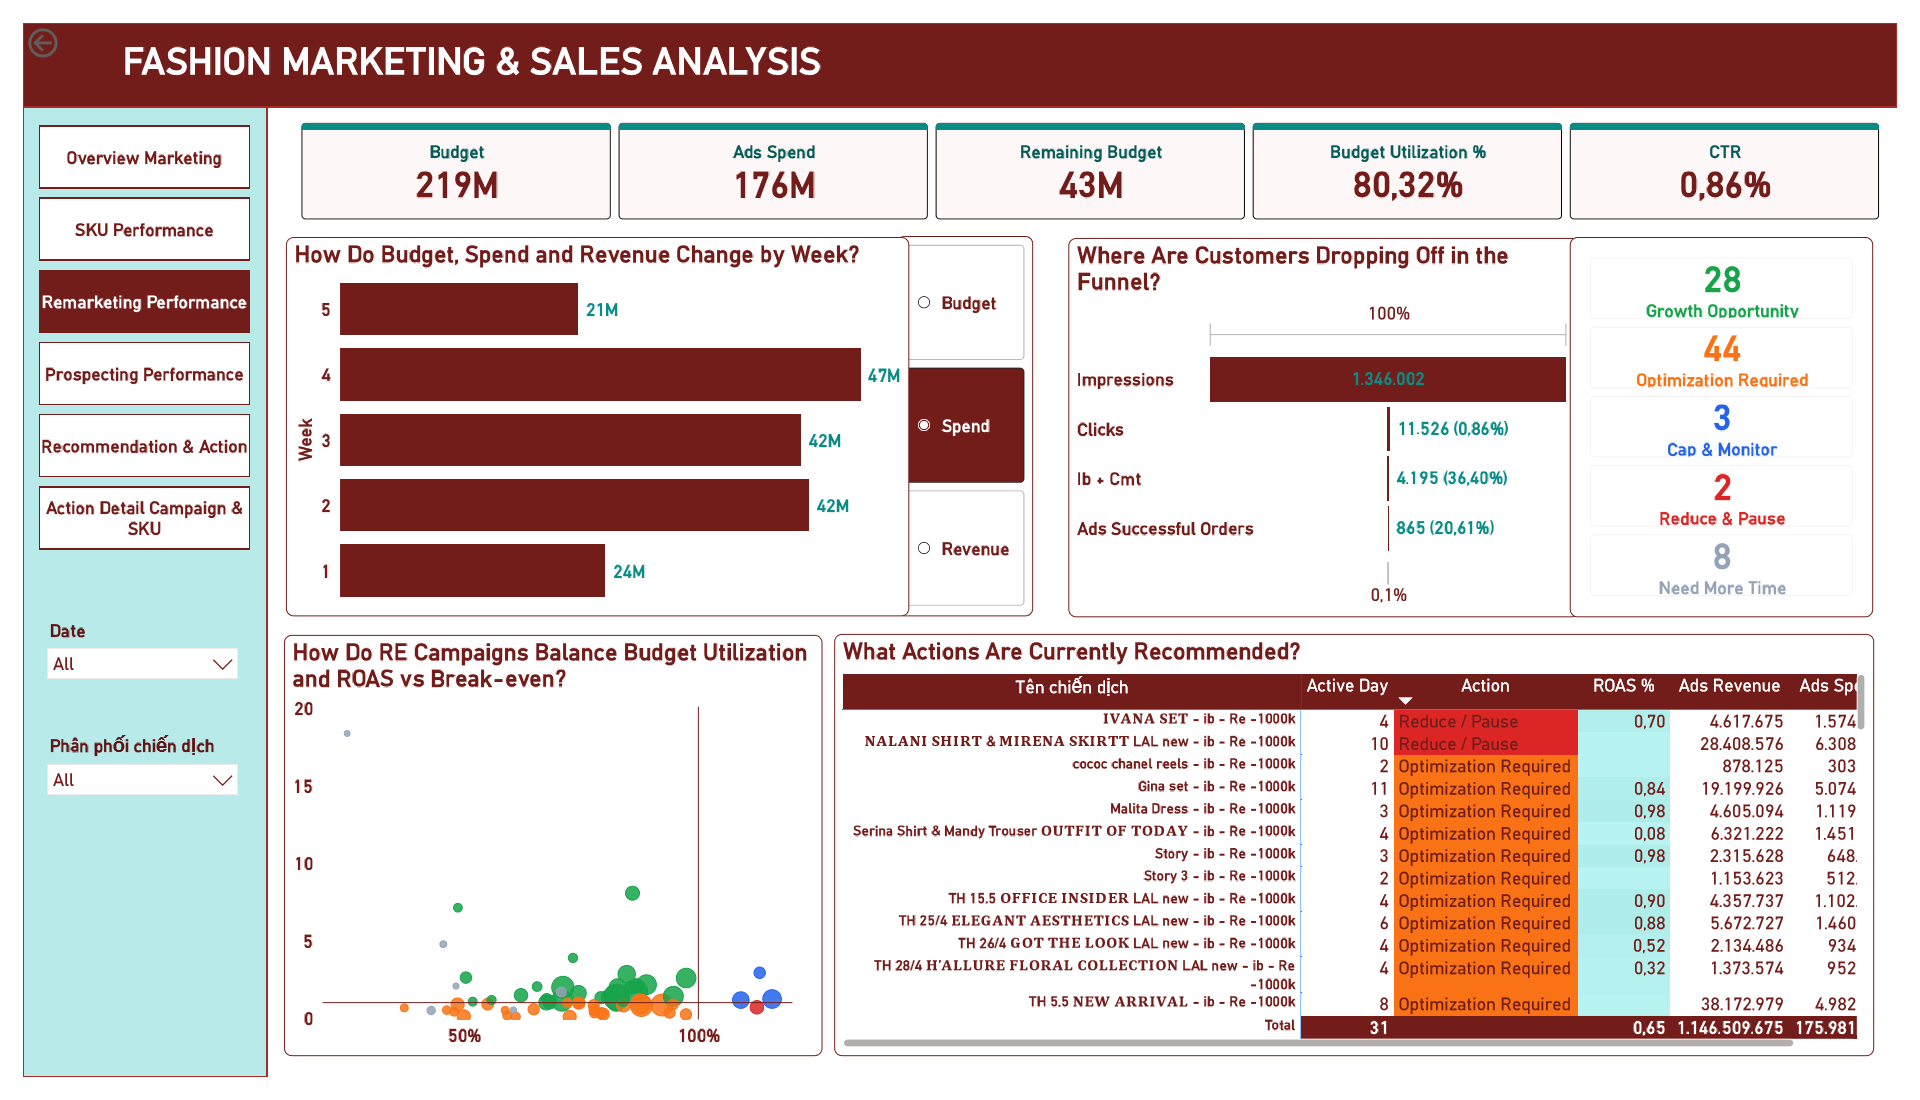 FASHION MARKETING & SALES ANALYSIS
Overview Marketing
SKU Performance
Remarketing Performance
Prospecting Performance
Recommendation & Action
Action Detail Campaign &
SKU
Date
All
Phân phối chiến dịch
All
Budget
219M
Ads Spend
176M
Remaining Budget
43M
Budget Utilization %
80,32%
CTR
0,86%
How Do Budget, Spend and Revenue Change by Week?
Week
5
21M
4
47M
3
42M
2
42M
1
24M
Budget
Spend
Revenue
Where Are Customers Dropping Off in the
Funnel?
100%
Impressions
1.346.002
Clicks
11.526 (0,86%)
Ib + Cmt
4.195 (36,40%)
Ads Successful Orders
865 (20,61%)
0,1%
28
Growth Opportunity
44
Optimization Required
3
Cap & Monitor
2
Reduce & Pause
8
Need More Time
How Do RE Campaigns Balance Budget Utilization
and ROAS vs Break-even?
20
15
10
5
0
50%
100%
What Actions Are Currently Recommended?
Tên chiến dịch Active Day Action ROAS % Ads Revenue Ads Spe
IVANA SET - ib - Re -1000k 4 Reduce / Pause 0,70 4.617.675 1.574
NALANI SHIRT & MIRENA SKIRTT LAL new - ib - Re -1000k 10 Reduce / Pause 28.408.576 6.308
cococ chanel reels - ib - Re -1000k 2 Optimization Required 878.125 303
Gina set - ib - Re -1000k 11 Optimization Required 0,84 19.199.926 5.074
Malita Dress - ib - Re -1000k 3 Optimization Required 0,98 4.605.094 1.119
Serina Shirt & Mandy Trouser OUTFIT OF TODAY - ib - Re -1000k 4 Optimization Required 0,08 6.321.222 1.451
Story - ib - Re -1000k 3 Optimization Required 0,98 2.315.628 648.
Story 3 - ib - Re -1000k 2 Optimization Required 1.153.623 512.
TH 15.5 OFFICE INSIDER LAL new - ib - Re -1000k 4 Optimization Required 0,90 4.357.737 1.102.
TH 25/4 ELEGANT AESTHETICS LAL new - ib - Re -1000k 6 Optimization Required 0,88 5.672.727 1.460
TH 26/4 GOT THE LOOK LAL new - ib - Re -1000k 4 Optimization Required 0,52 2.134.486 934
TH 28/4 H'ALLURE FLORAL COLLECTION LAL new - ib - Re 4 Optimization Required 0,32 1.373.574 952
-1000k
TH 5.5 NEW ARRIVAL - ib - Re -1000k 8 Optimization Required 38.172.979 4.982
Total 31 0,65 1.146.509.675 175.981